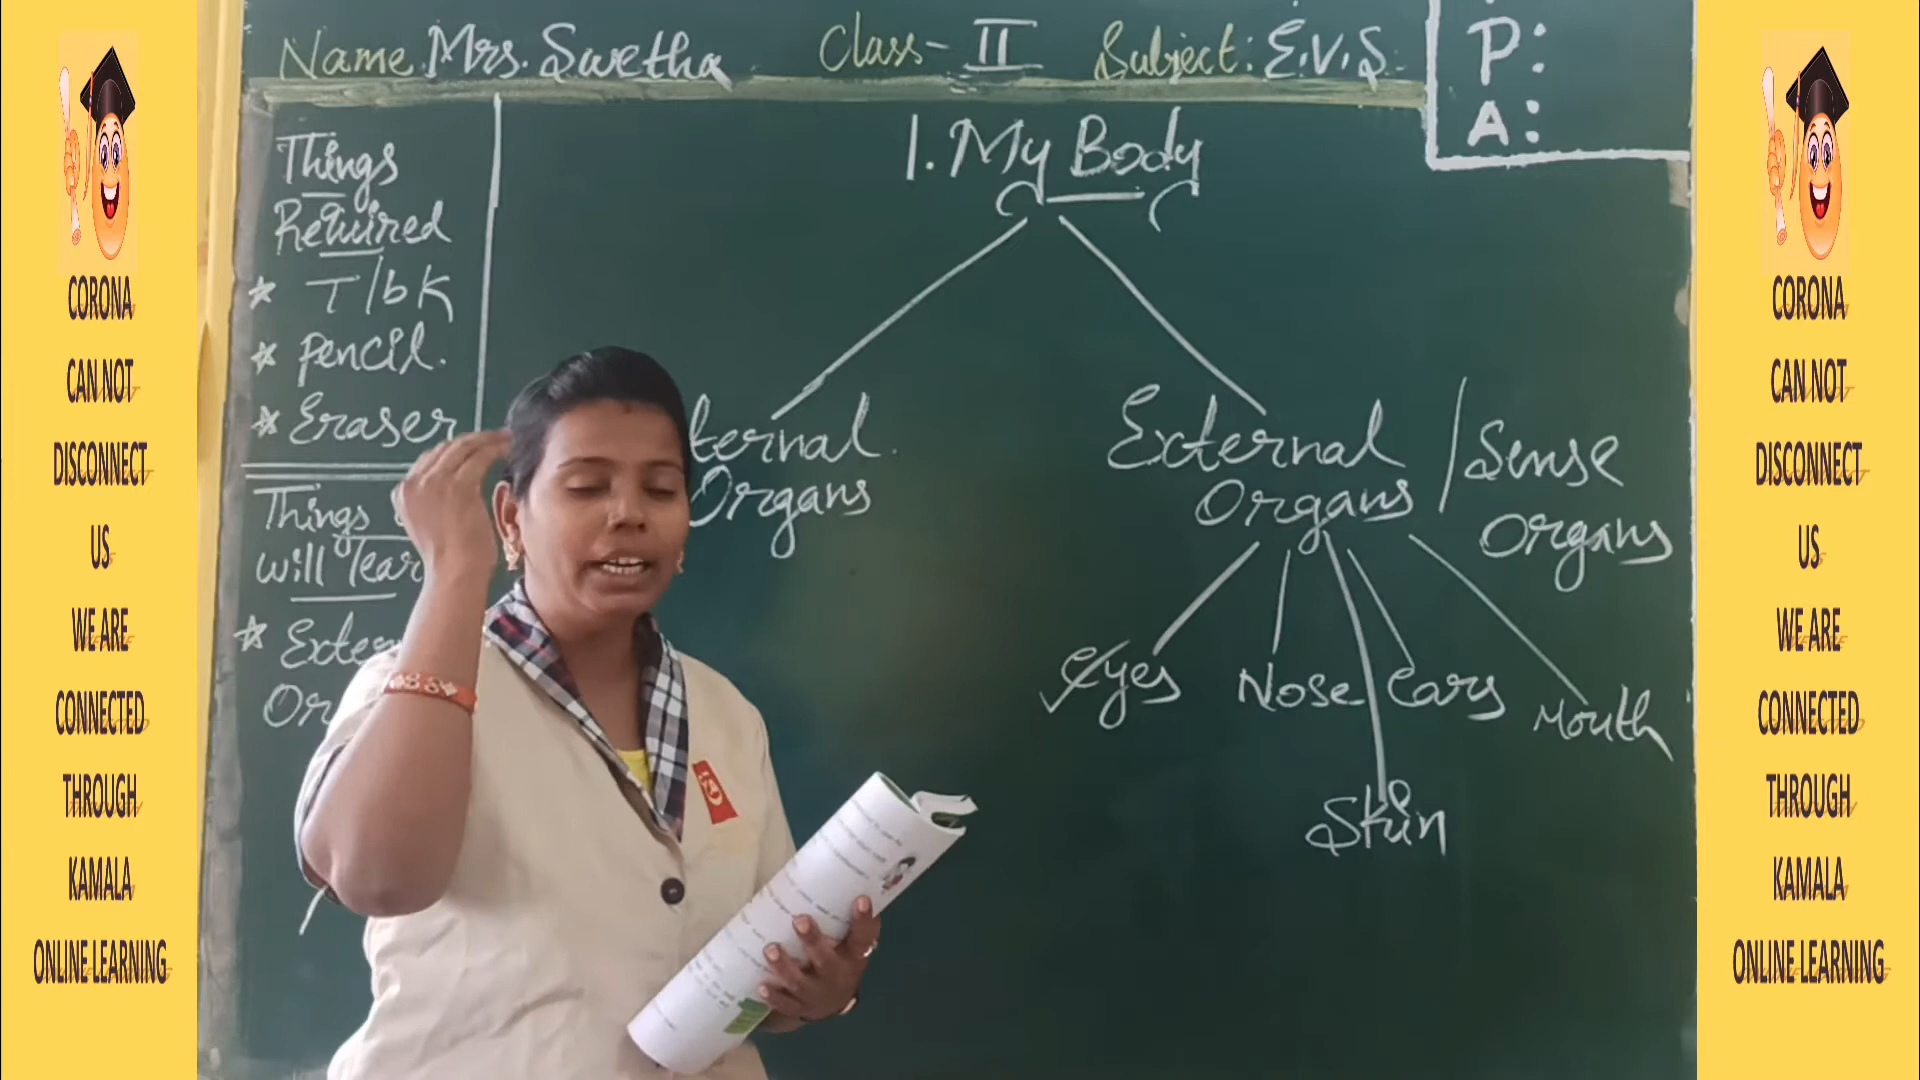 CORONA
CAN NOT
DISCONNECT
US
WE ARE
CONNECTED
THROUGH
KAMALA
ONLINE LEARNING
Name Mrs. Swetha Class - II Subject: E.V.S.
P:
A:
Things
Required
* T/bk
* Pencil.
* Eraser
Things
will
1. My Body
Organs
External
Organs
/ Sense
Organs
Eyes Nose Ears Mouth
Skin
CORONA
CAN NOT
DISCONNECT
US
WE ARE
CONNECTED
THROUGH
KAMALA
ONLINE LEARNING